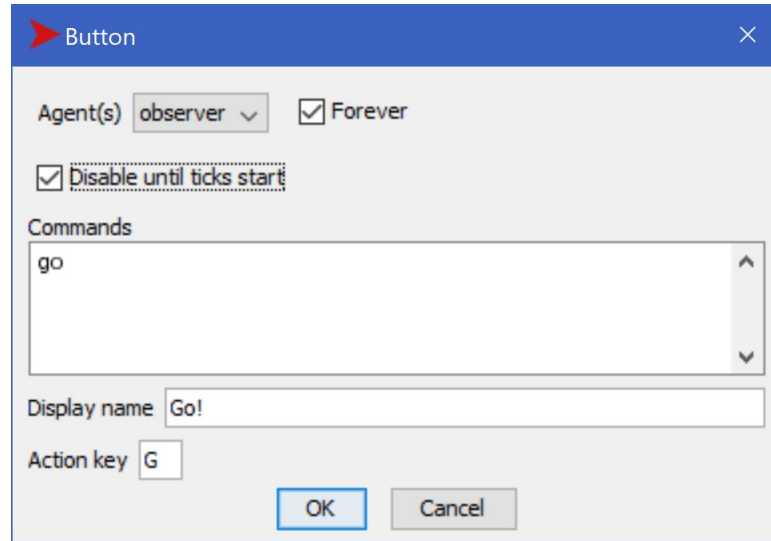 Button
Agent(s) observer Forever
Disable until ticks start
Commands
go
Display name Go!
Action key G
OK Cancel